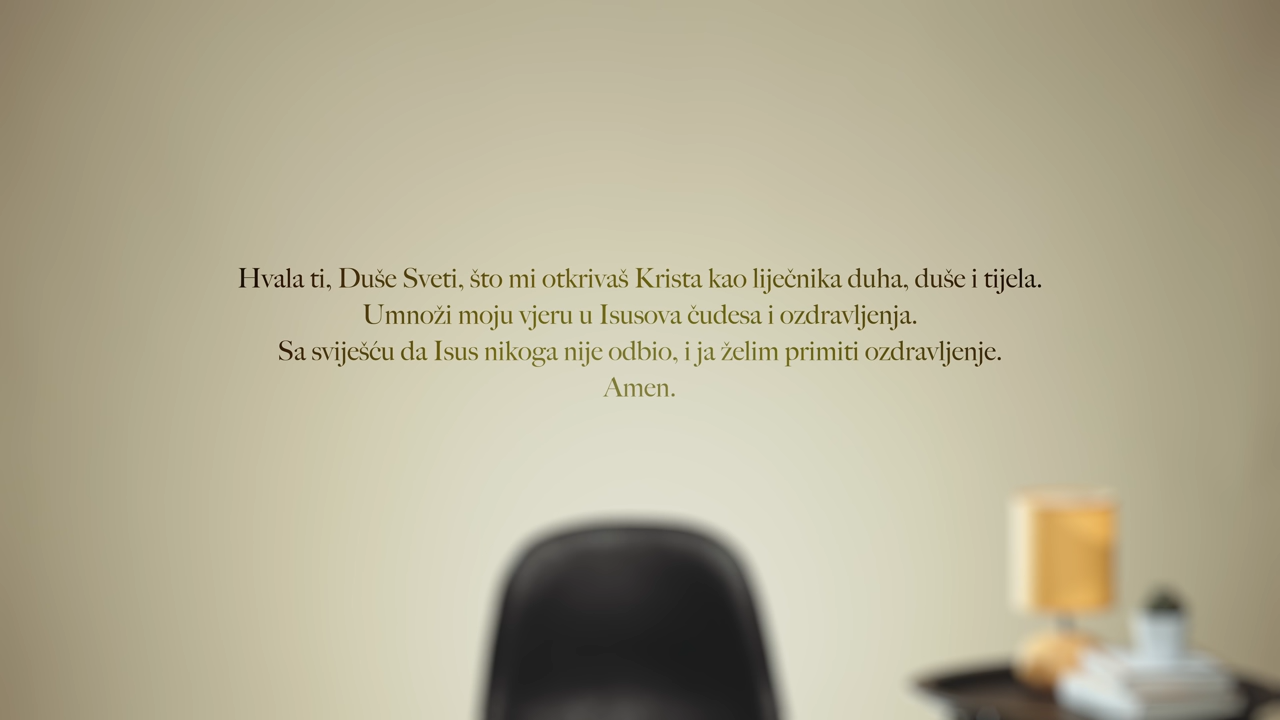 Hvala ti, Duše Sveti, što mi otkrivaš Krista kao liječnika duha, duše i tijela.
Umnoži moju vjeru u Isusova čudesa i ozdravljenja.
Sa sviješću da Isus nikoga nije odbio, i ja želim primiti ozdravljenje.
Amen.